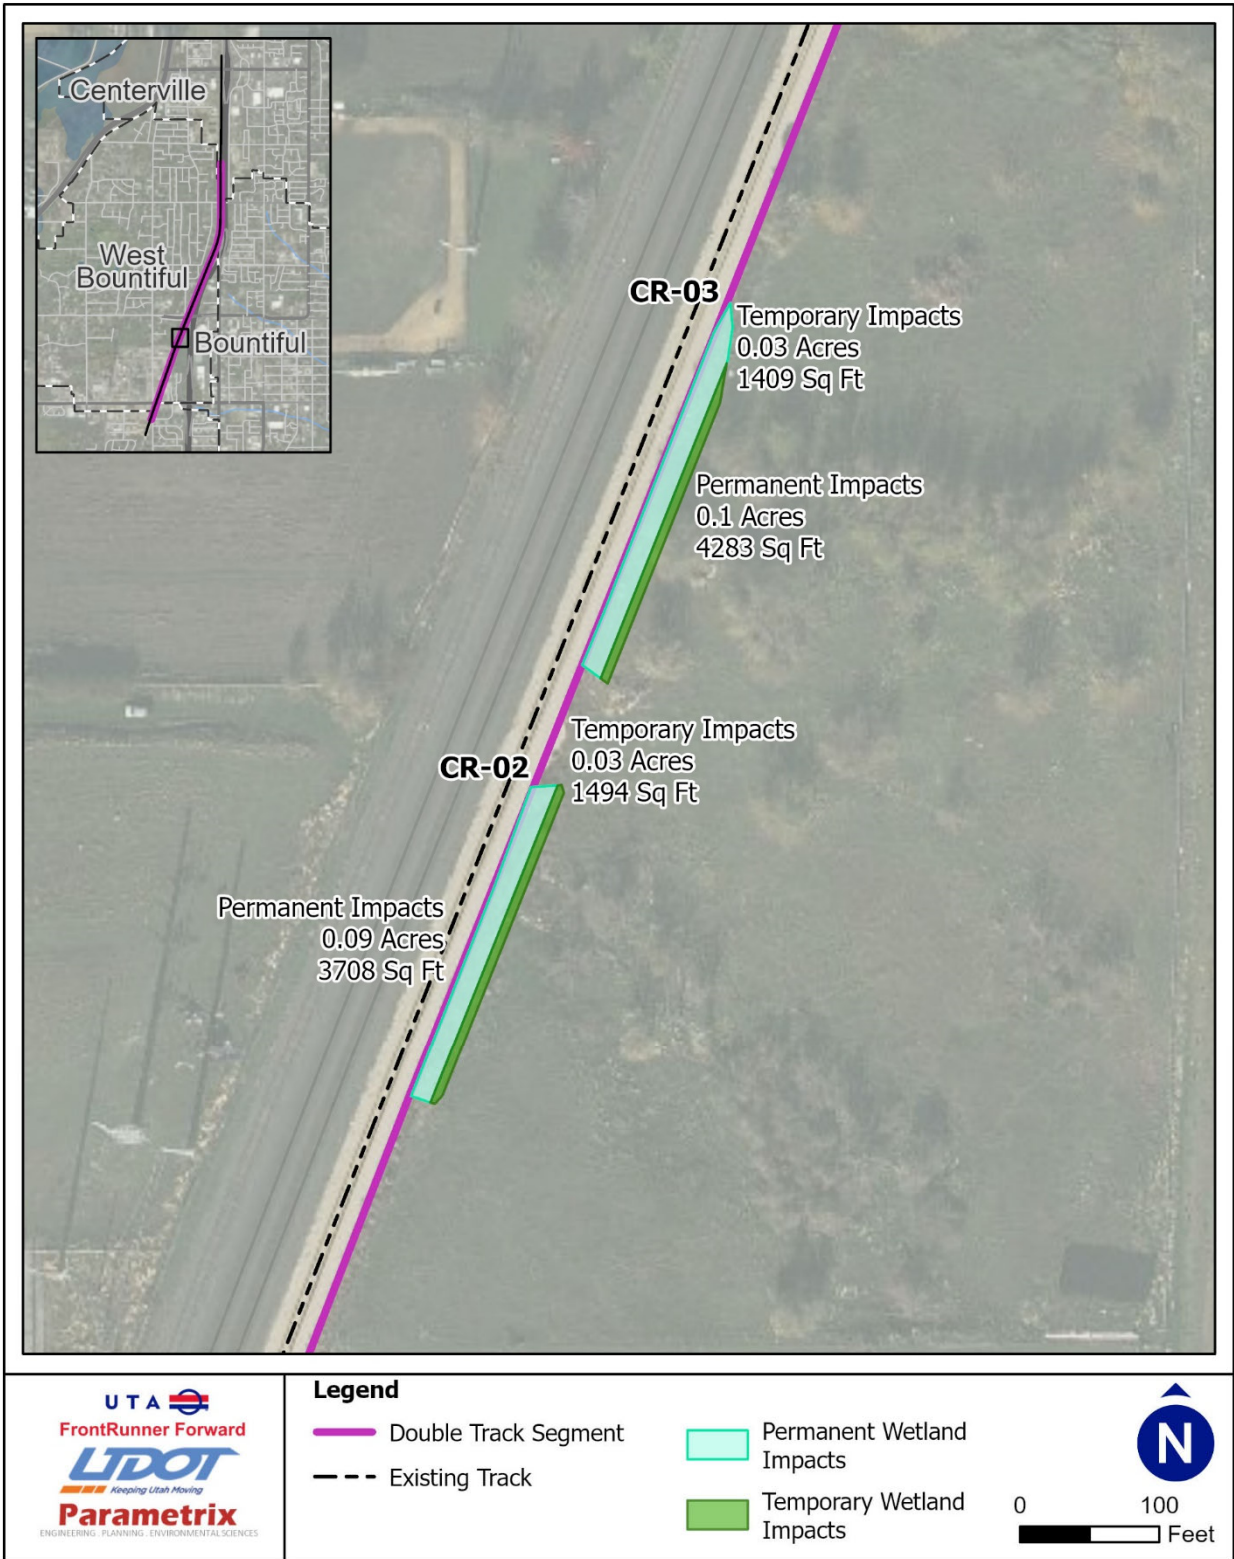 Centerville
West
Bountiful
Bountiful
CR-03
Temporary Impacts
0.03 Acres
1409 Sq Ft
Permanent Impacts
0.1 Acres
4283 Sq Ft
CR-02
Temporary Impacts
0.03 Acres
1494 Sq Ft
Permanent Impacts
0.09 Acres
3708 Sq Ft
UTA
FrontRunner Forward
UDOT
Keeping Utah Moving
Parametrix
ENGINEERING . PLANNING . ENVIRONMENTAL SCIENCES
Legend
Double Track Segment
Existing Track
Permanent Wetland
Impacts
Temporary Wetland
Impacts
N
0 100
Feet